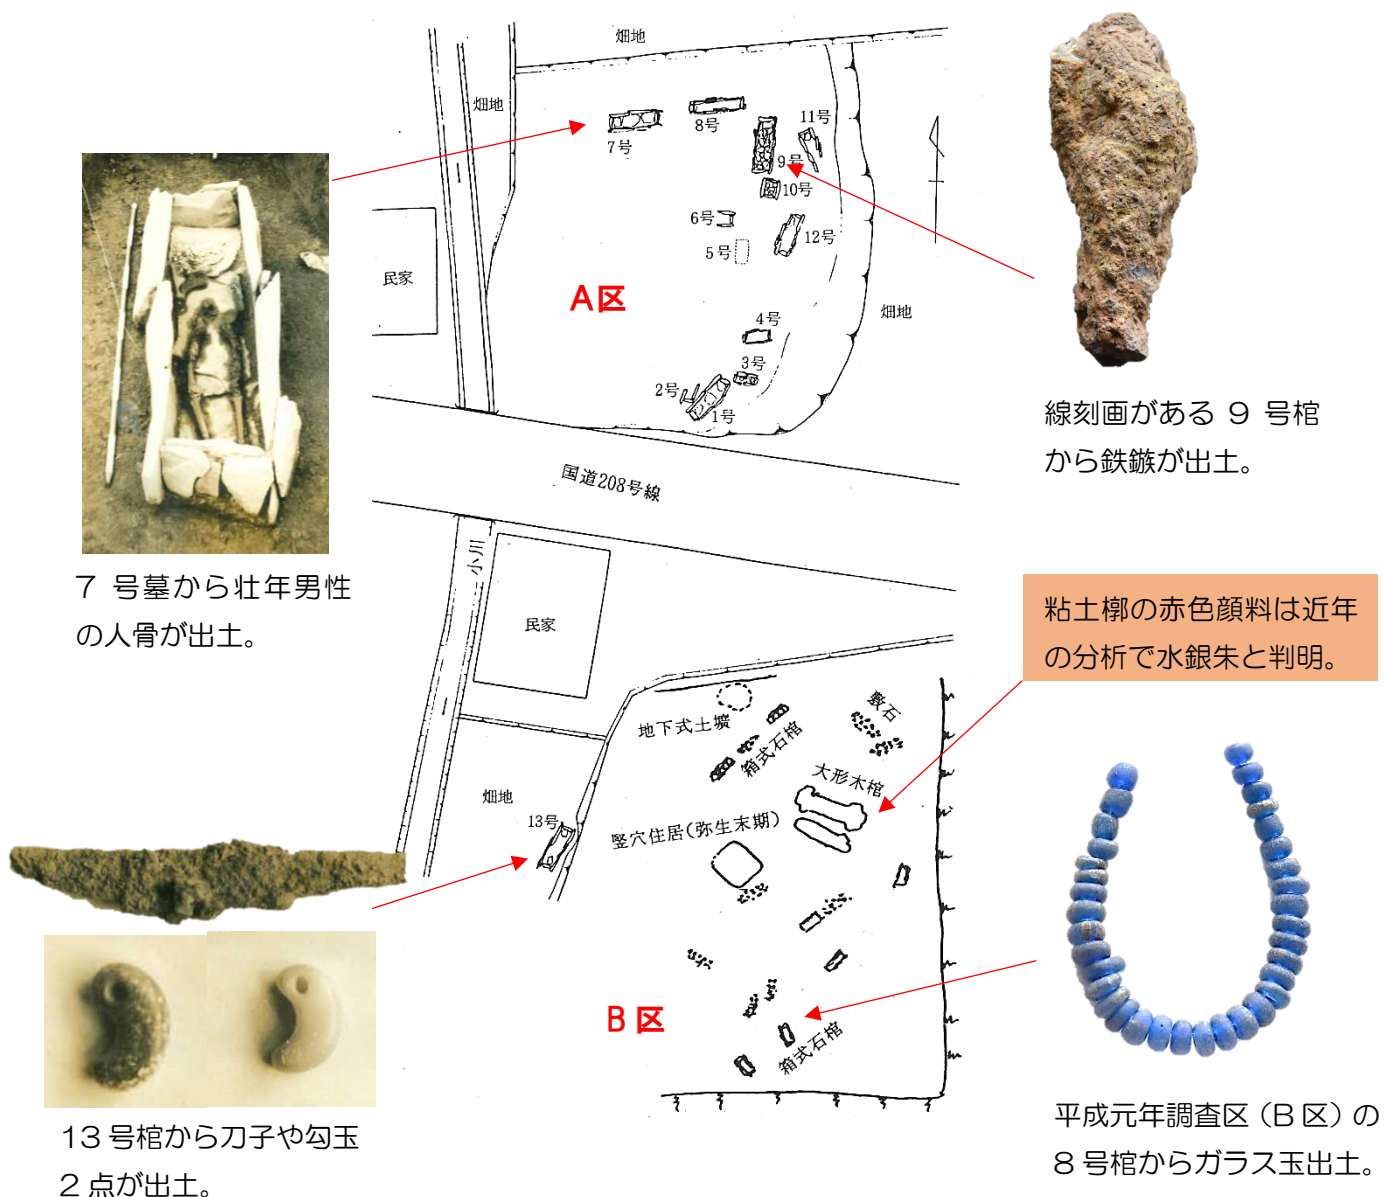 畑地
畑地
7号
8号
9号
11号
10号
6号
5号
12号
民家
A区
畑地
4号
3号
2号
1号
線刻画がある 9 号棺
から鉄鏃が出土。
国道208号線
7 号墓から壮年男性
の人骨が出土。
小川
民家
粘土槨の赤色顔料は近年
の分析で水銀朱と判明。
地下式土壙
箱式石棺
敷石
大形木棺
畑地
13号
竪穴住居(弥生末期)
B区
箱式石棺
13号棺から刀子や勾玉
2点が出土。
平成元年調査区（B区）の
8号棺からガラス玉出土。